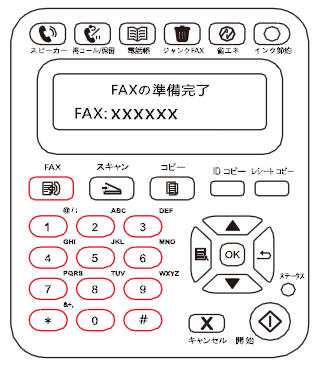 スピーカー 再コール/保留 電話帳 ジャンクFAX 省エネ インク節約
FAXの準備完了
FAX: XXXXXX
FAX スキャン コピー ID コピー レシートコピー
@/: ABC DEF
1 2 3
GHI JKL MNO
4 5 6 OK
PQRS TUV WXYZ
7 8 9 ステータス
&+,
* 0 # X
キャンセル 開始